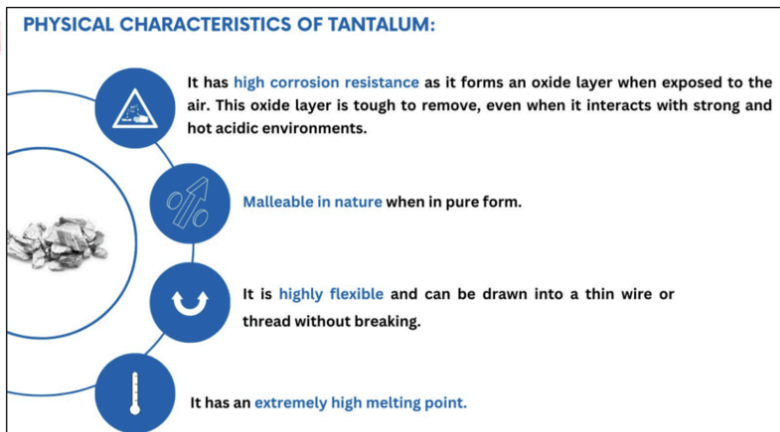 PHYSICAL CHARACTERISTICS OF TANTALUM:
It has high corrosion resistance as it forms an oxide layer when exposed to the
air. This oxide layer is tough to remove, even when it interacts with strong and
hot acidic environments.
Malleable in nature when in pure form.
It is highly flexible and can be drawn into a thin wire or
thread without breaking.
It has an extremely high melting point.